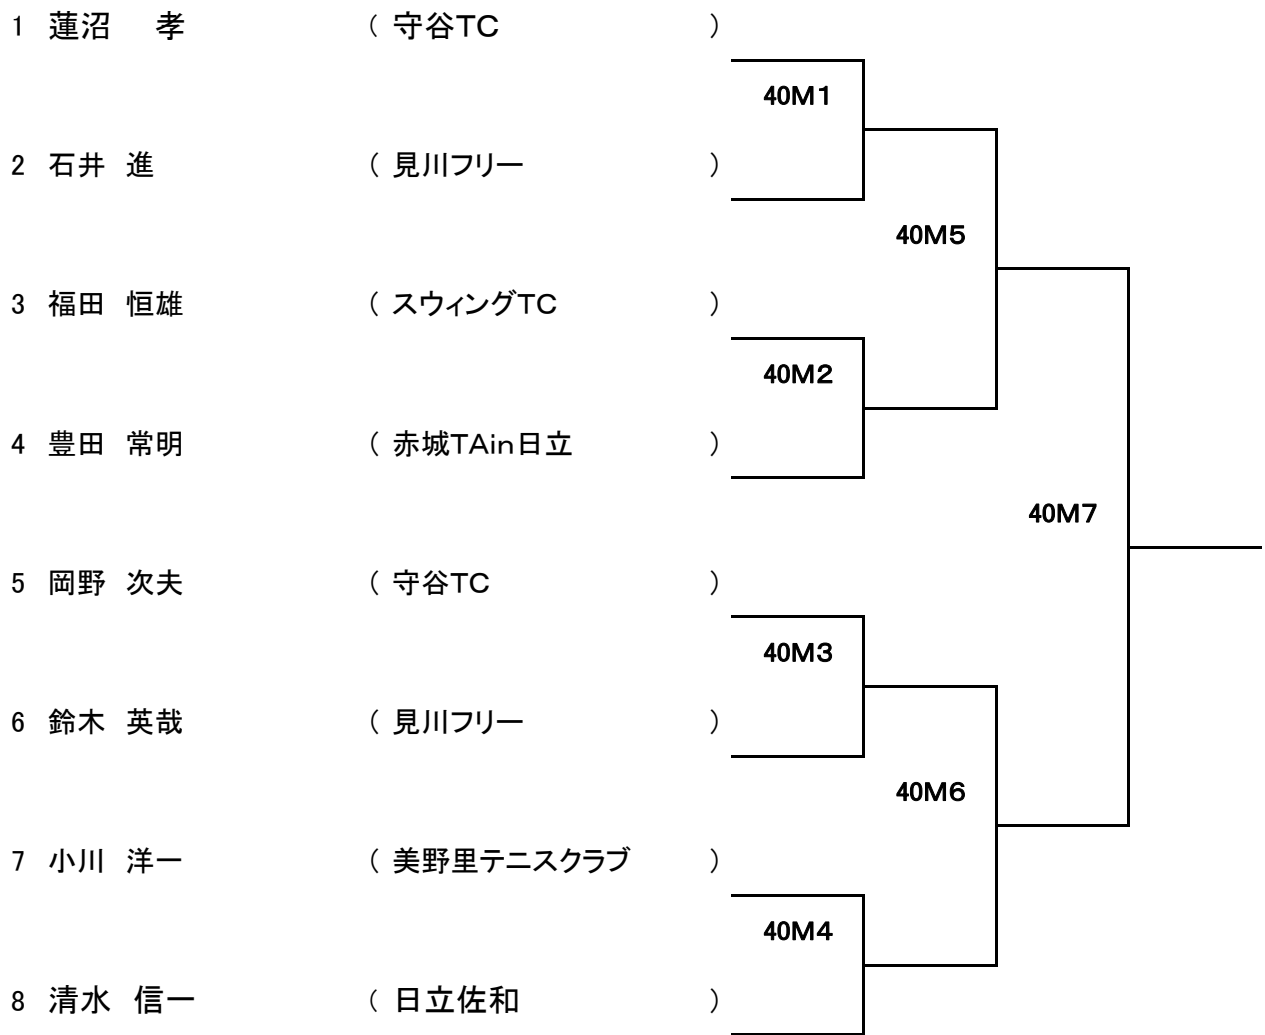 1 蓮沼　孝 ( 守谷TC )
40M1
2 石井 進 ( 見川フリー )
40M5
3 福田 恒雄 ( スウィングTC )
40M2
4 豊田 常明 ( 赤城TAin日立 )
40M7
5 岡野 次夫 ( 守谷TC )
40M3
6 鈴木 英哉 ( 見川フリー )
40M6
7 小川 洋一 ( 美野里テニスクラブ )
40M4
8 清水 信一 ( 日立佐和 )